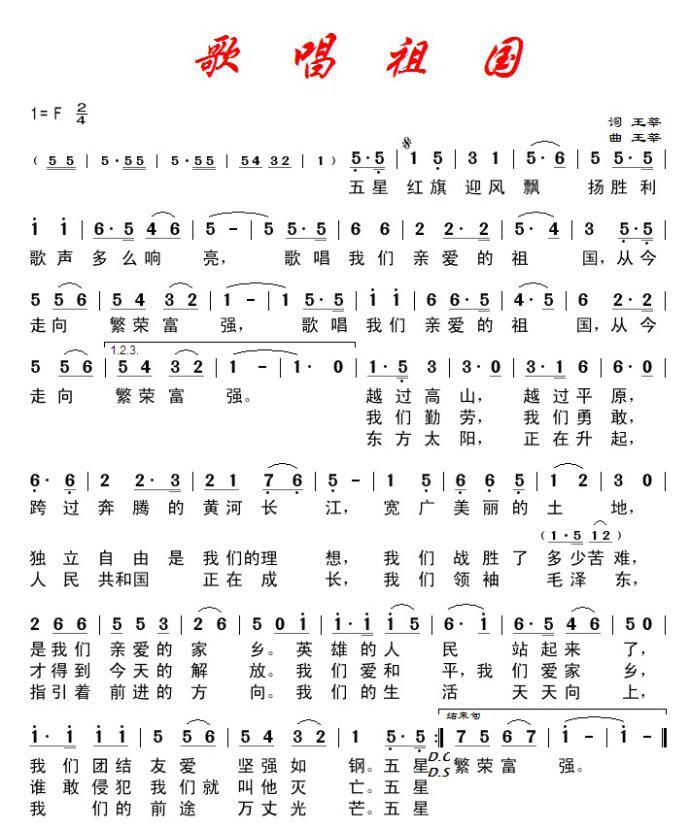 歌唱祖国
1= F 2/4
词 王莘
曲 王莘
( 5 5 | 5· 5 5 | 5· 5 5 | 5 4 3 2 | 1 ) 5· 5 | 1 5 | 3 1 | 5· 6 | 5 5· 5 |
五星 红旗 迎风 飘 扬胜利
i i | 6· 5 4 6 | 5 - | 5 5· 5 | 6 6 | 2 2· 2 | 5· 4 | 3 5· 5 |
歌声多么响 亮, 歌唱我们亲爱的祖 国,从今
5 5 6 | 5 4 3 2 | 1 - | 1 5· 5 | i i | 6 6· 5 | 4· 5 | 6 2· 2 |
走向 繁荣富 强, 歌唱我们 亲爱的祖 国,从今
1.2.3.
5 5 6 | 5 4 3 2 | 1 - | 1· 0 | 1· 5 | 3· 0 | 3· 1 6 | 3· 0 |
走向 繁荣富 强。 越过高山, 越过平原,
我们勤劳, 我们勇敢,
东方太阳, 正在升起,
6· 6 | 2 2· 3 | 2 1 7 6 | 5 - | 1 5 | 6 6 5 | 1 2 | 3 0 |
跨过奔腾的黄河长 江, 宽广美丽的土 地,
( 1· 5 1 2 )
独立自由是我们的理 想, 我们战胜了多少苦难,
人民 共和国 正在成 长, 我们领袖 毛泽东,
2 6 6 | 5 5 3 | 2 6 | 5 0 i | i· i i 5 | 6· i | 6· 5 4 6 | 5 0 |
是我们 亲爱的家 乡。英雄的人 民 站起来了,
才得到 今天的解 放。我们爱和 平,我们爱家乡,
指引着 前进的方 向。我们的生 活 天天向上,
结束句
i· i | i i | 5 5 6 | 5 4 3 2 | 1 5· 5 :‖ 7 5 6 7 | i - | i - ‖
我们团结友爱 坚强如 钢。五星 D.C 繁荣富 强。
D.S
谁敢侵犯我们就 叫他灭 亡。五星
我 们的前途 万丈光 芒。五星